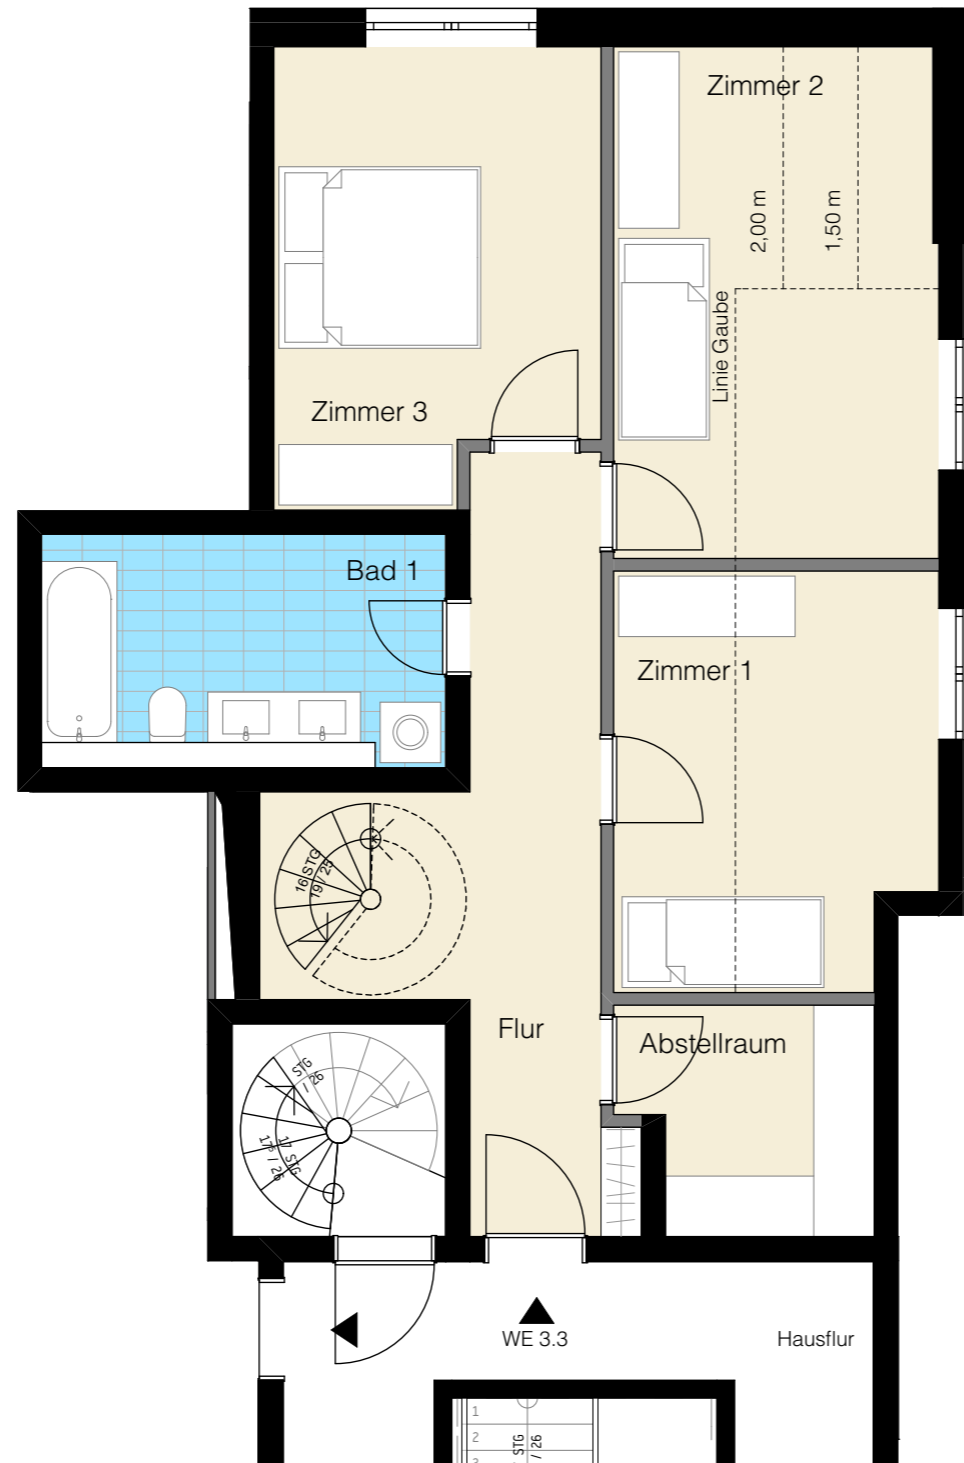 Zimmer 2
2,00 m
1,50 m
Linie Gaube
Zimmer 3
Bad 1
Zimmer 1
16 STG
19 / 25
Flur
Abstellraum
STG
/ 26
17 STG
17⁵ / 26
WE 3.3
Hausflur
1
2
STG
/ 26